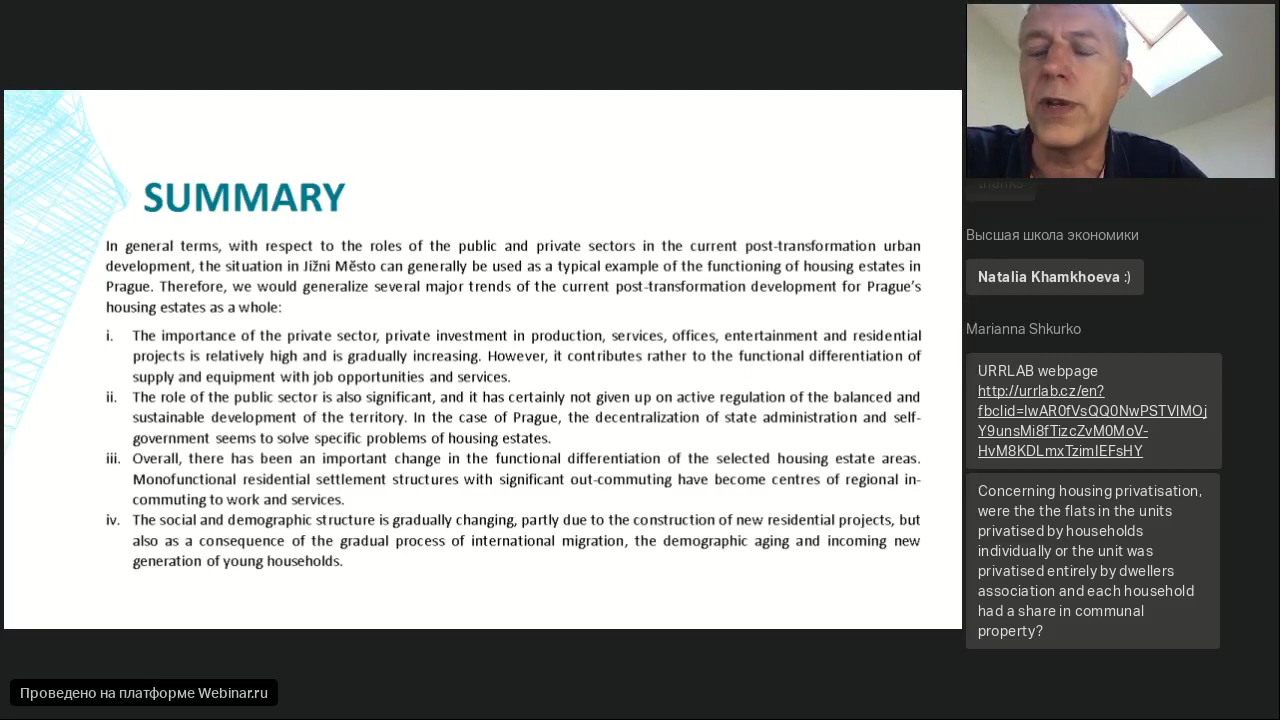 SUMMARY
In general terms, with respect to the roles of the public and private sectors in the current post-transformation urban
development, the situation in Jižni Město can generally be used as a typical example of the functioning of housing estates in
Prague. Therefore, we would generalize several major trends of the current post-transformation development for Prague's
housing estates as a whole:
i. The importance of the private sector, private investment in production, services, offices, entertainment and residential
projects is relatively high and is gradually increasing. However, it contributes rather to the functional differentiation of
supply and equipment with job opportunities and services.
ii. The role of the public sector is also significant, and it has certainly not given up on active regulation of the balanced and
sustainable development of the territory. In the case of Prague, the decentralization of state administration and self-
government seems to solve specific problems of housing estates.
iii. Overall, there has been an important change in the functional differentiation of the selected housing estate areas.
Monofunctional residential settlement structures with significant out-commuting have become centres of regional in-
commuting to work and services.
iv. The social and demographic structure is gradually changing, partly due to the construction of new residential projects, but
also as a consequence of the gradual process of international migration, the demographic aging and incoming new
generation of young households.
Высшая школа экономики
Natalia Khamkhoeva :)
Marianna Shkurko
URRLAB webpage
http://urrlab.cz/en?
fbclid=IwAR0fVsQQ0NwPSTVlMOj
Y9unsMi8fTizcZvM0MoV-
HvM8KDLmxTzimIEFsHY
Concerning housing privatisation,
were the the flats in the units
privatised by households
individually or the unit was
privatised entirely by dwellers
association and each household
had a share in communal
property?
Проведено на платформе Webinar.ru